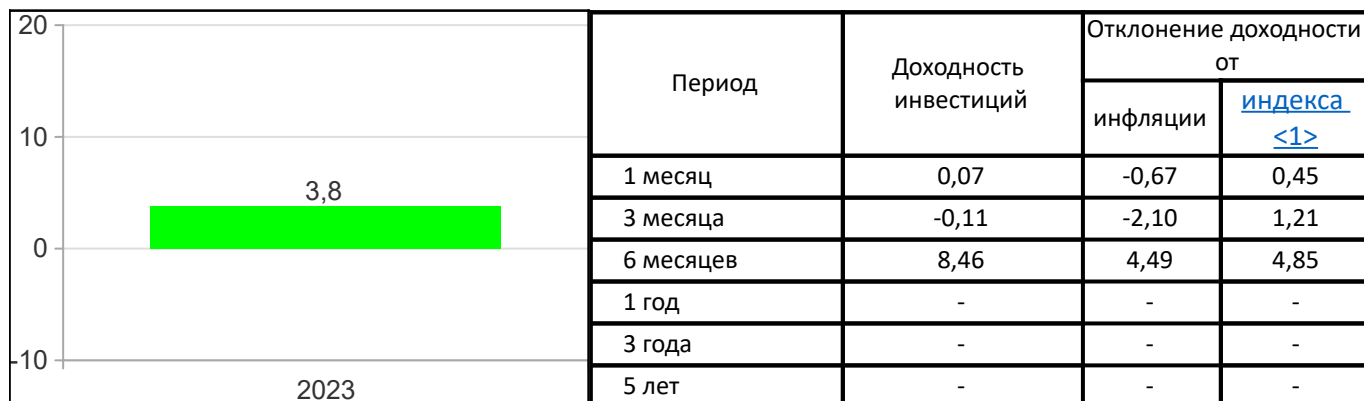 20
10
0
-10
3,8
2023
Период
Доходность
инвестиций
Отклонение доходности
от
инфляции
индекса
<1>
1 месяц 0,07 -0,67 0,45
3 месяца -0,11 -2,10 1,21
6 месяцев 8,46 4,49 4,85
1 год - - -
3 года - - -
5 лет - - -